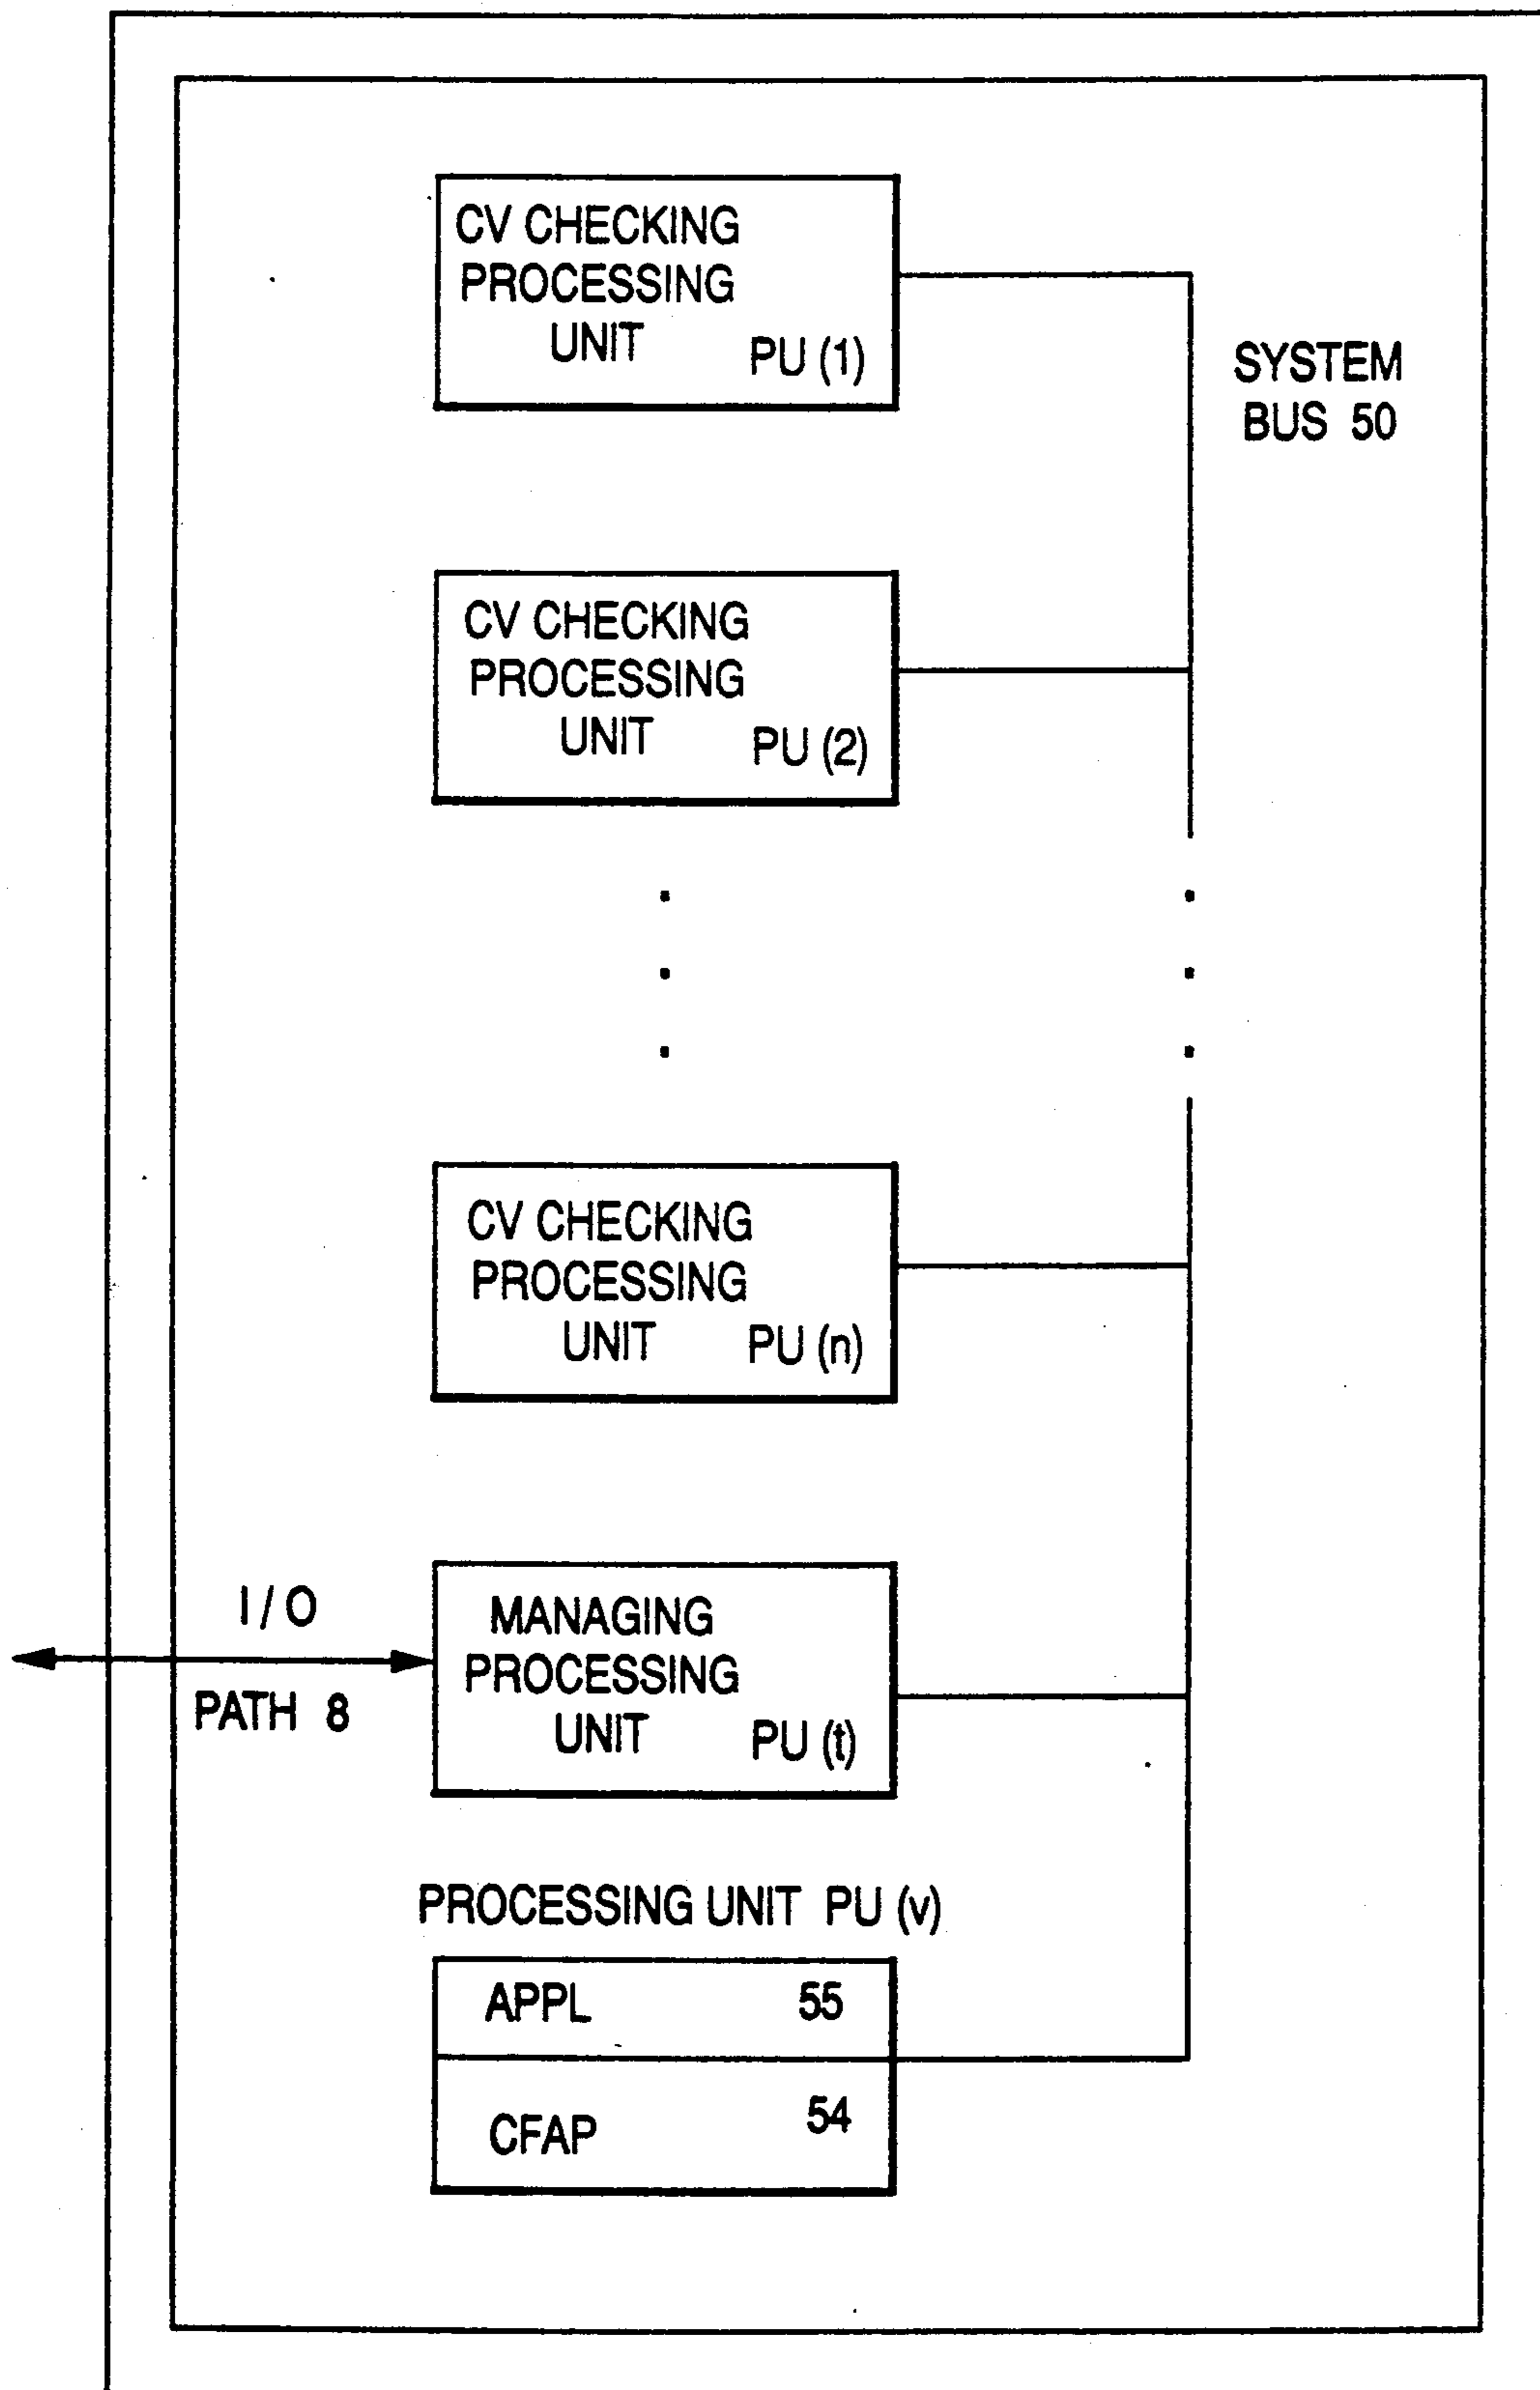 CV CHECKING
PROCESSING
UNIT PU (1)
SYSTEM
BUS 50
CV CHECKING
PROCESSING
UNIT PU (2)
CV CHECKING
PROCESSING
UNIT PU (n)
I / O
PATH 8
MANAGING
PROCESSING
UNIT PU (t)
PROCESSING UNIT PU (v)
APPL 55
CFAP 54